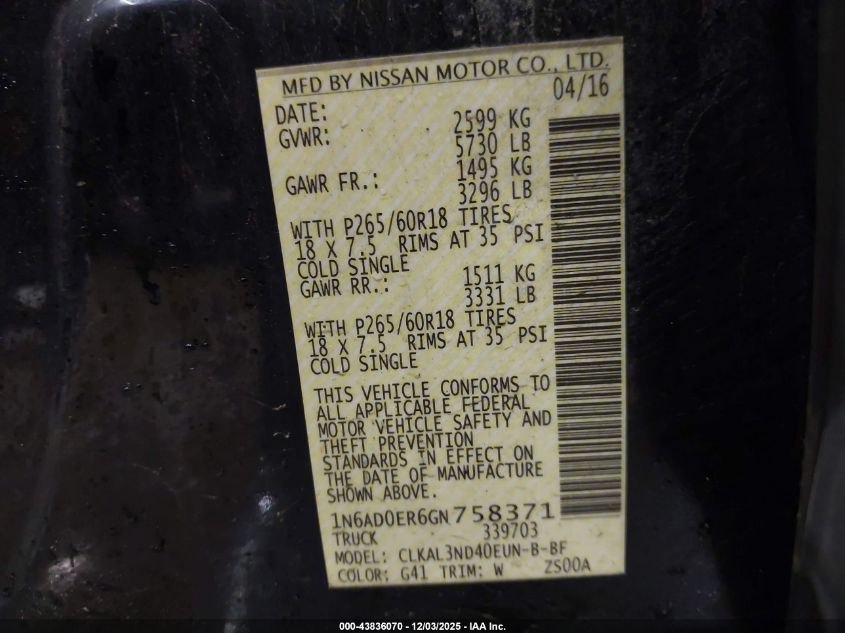 MFD BY NISSAN MOTOR CO., LTD.
DATE: 04/16
GVWR: 2599 KG
5730 LB
GAWR FR.: 1495 KG
3296 LB
WITH P265/60R18 TIRES
18 X 7.5 RIMS AT 35 PSI
COLD SINGLE
GAWR RR.: 1511 KG
3331 LB
WITH P265/60R18 TIRES
18 X 7.5 RIMS AT 35 PSI
COLD SINGLE
THIS VEHICLE CONFORMS TO
ALL APPLICABLE FEDERAL
MOTOR VEHICLE SAFETY AND
THEFT PREVENTION
STANDARDS IN EFFECT ON
THE DATE OF MANUFACTURE
SHOWN ABOVE.
1N6AD0ER6GN758371
TRUCK 339703
MODEL: CLKAL3ND40EUN-B-BF
COLOR: G41 TRIM: W ZS00A
000-43836070 - 12/03/2025 - IAA Inc.